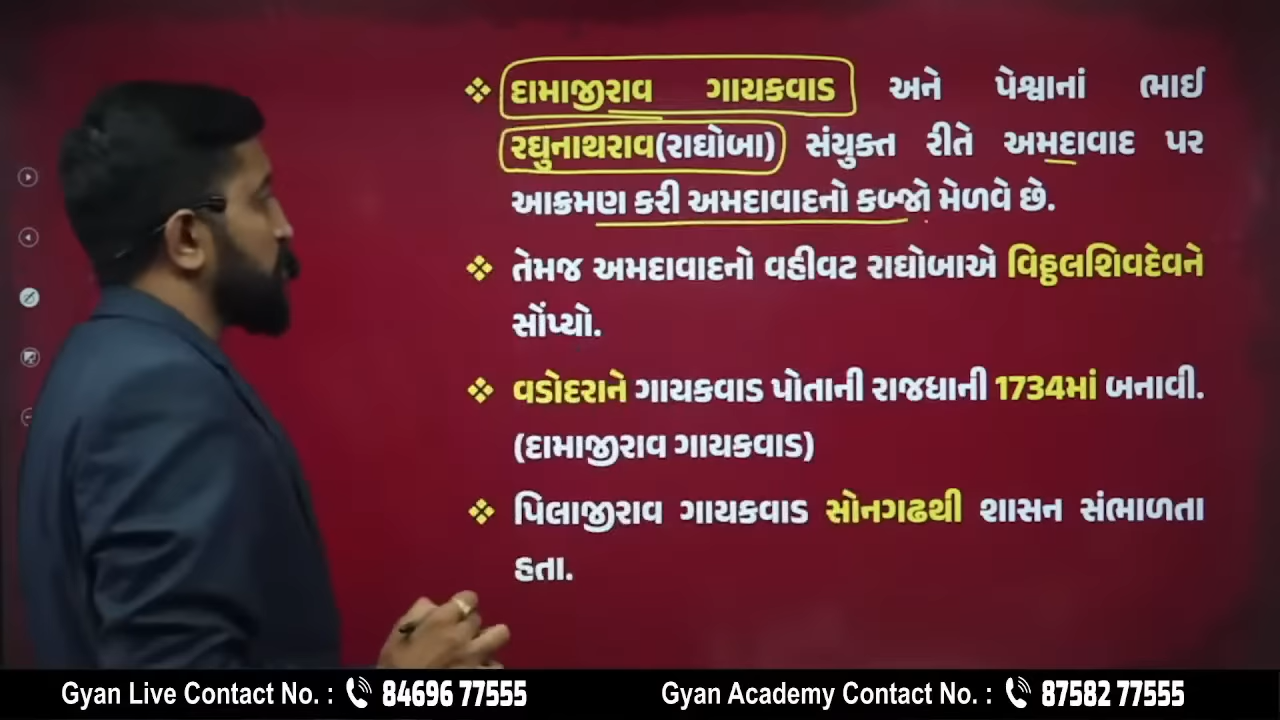 ❖ દામાજીરાવ ગાયકવાડ અને પેશ્વાનાં ભાઈ
રઘુનાથરાવ(રાઘોબા) સંયુક્ત રીતે અમદાવાદ પર
આક્રમણ કરી અમદાવાદનો કબ્જો મેળવે છે.
❖ તેમજ અમદાવાદનો વહીવટ રાઘોબાએ વિઠ્ઠલશિવદેવને
સોંપ્યો.
❖ વડોદરાને ગાયકવાડ પોતાની રાજધાની 1734માં બનાવી.
(દામાજીરાવ ગાયકવાડ)
❖ પિલાજીરાવ ગાયકવાડ સોનગઢથી શાસન સંભાળતા
હતા.
Gyan Live Contact No. : 84696 77555 Gyan Academy Contact No. : 87582 77555